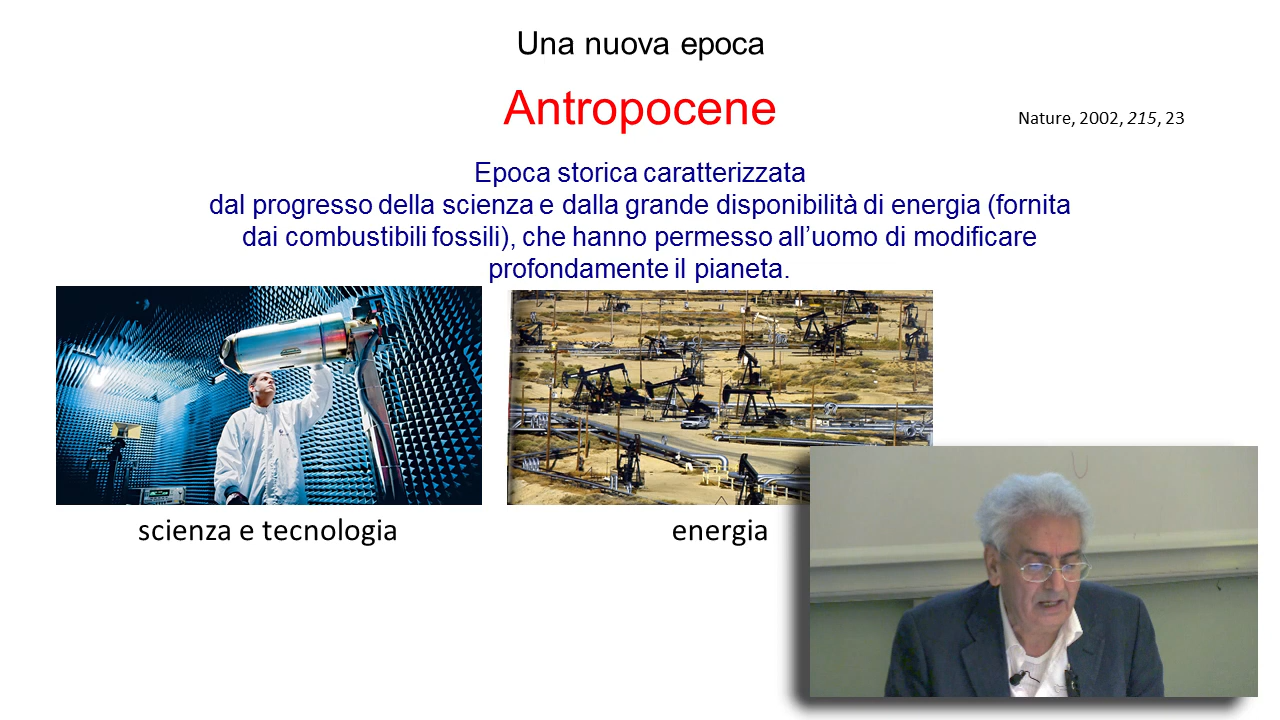 Una nuova epoca
Antropocene
Nature, 2002, 215, 23
Epoca storica caratterizzata
dal progresso della scienza e dalla grande disponibilità di energia (fornita
dai combustibili fossili), che hanno permesso all’uomo di modificare
profondamente il pianeta.
scienza e tecnologia
energia